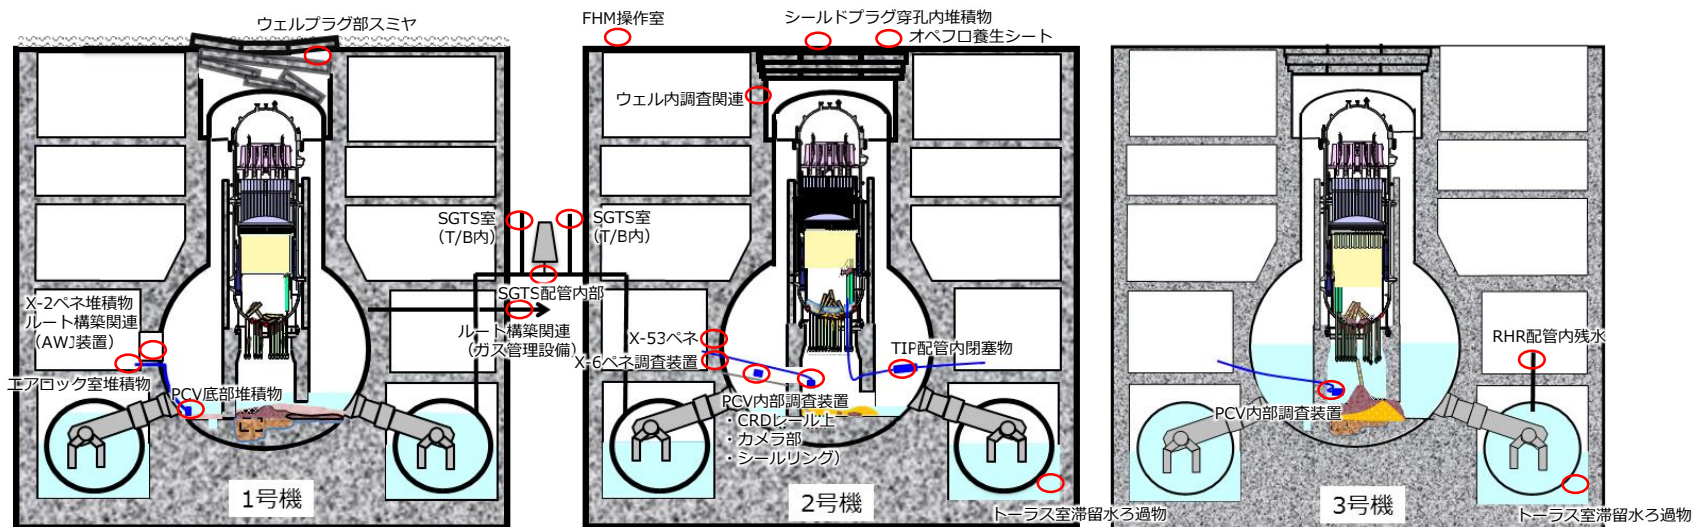 ウェルプラグ部スミヤ
SGTS室
（T/B内）
SGTS室
（T/B内）
SGTS配管内部
X-2ペネ堆積物
ルート構築関連
（AWJ装置）
ルート構築関連
（ガス管理設備）
エアロック室堆積物
PCV底部堆積物
1号機
FHM操作室
シールドプラグ穿孔内堆積物
オペフロ養生シート
ウェル内調査関連
X-53ペネ
X-6ペネ調査装置
TIP配管内閉塞物
PCV内部調査装置
・CRDレール上
・カメラ部
・シールリング）
2号機
トーラス室滞留水ろ過物
RHR配管内残水
PCV内部調査装置
3号機
トーラス室滞留水ろ過物